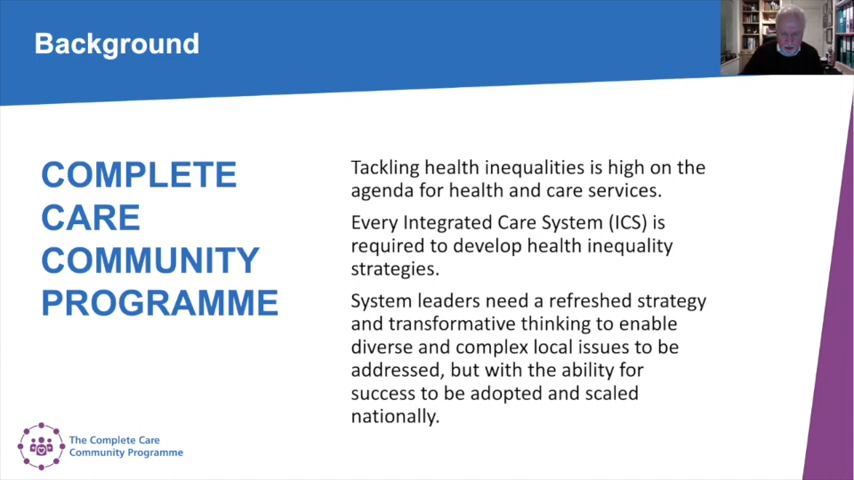 Background
COMPLETE
CARE
COMMUNITY
PROGRAMME
Tackling health inequalities is high on the
agenda for health and care services.
Every Integrated Care System (ICS) is
required to develop health inequality
strategies.
System leaders need a refreshed strategy
and transformative thinking to enable
diverse and complex local issues to be
addressed, but with the ability for
success to be adopted and scaled
nationally.
The Complete Care
Community Programme